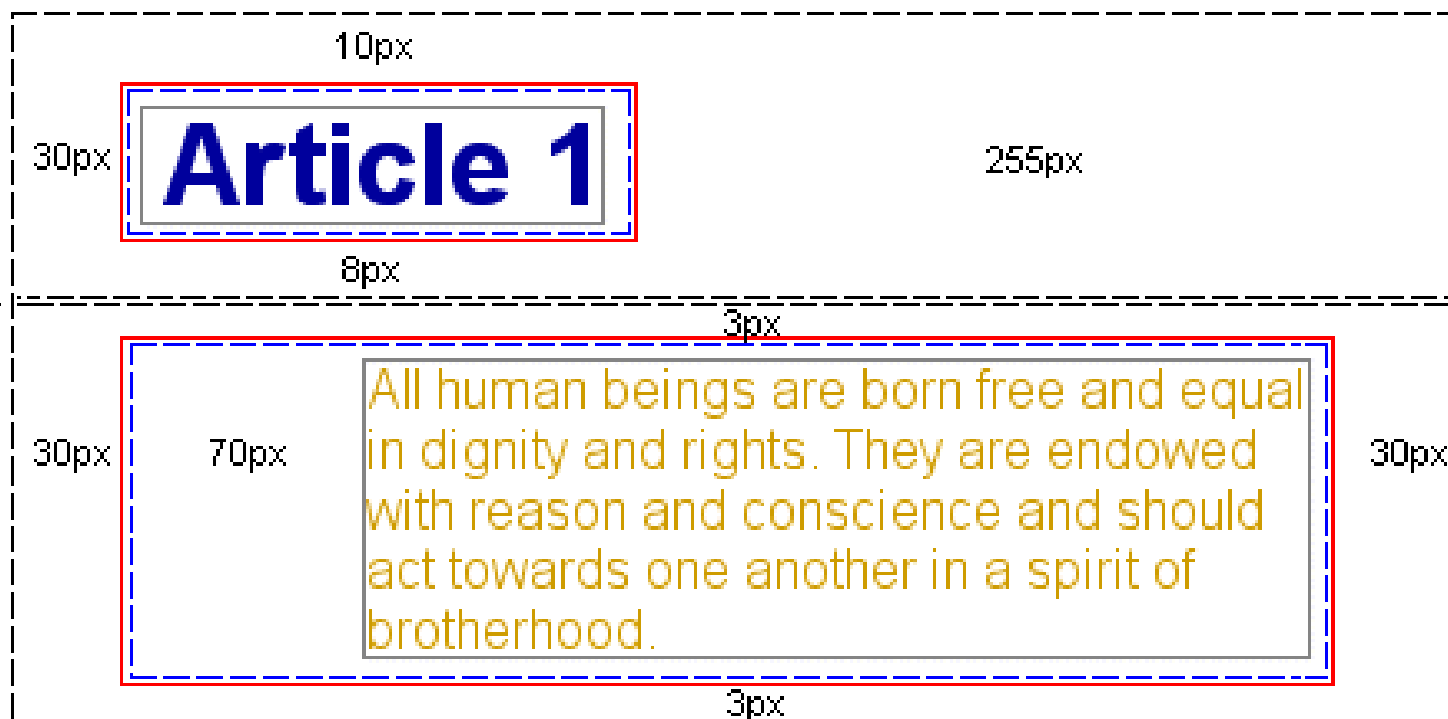 10px
30px
Article 1
255px
8px
3px
30px
70px
All human beings are born free and equal
in dignity and rights. They are endowed
with reason and conscience and should
act towards one another in a spirit of
brotherhood.
30px
3px